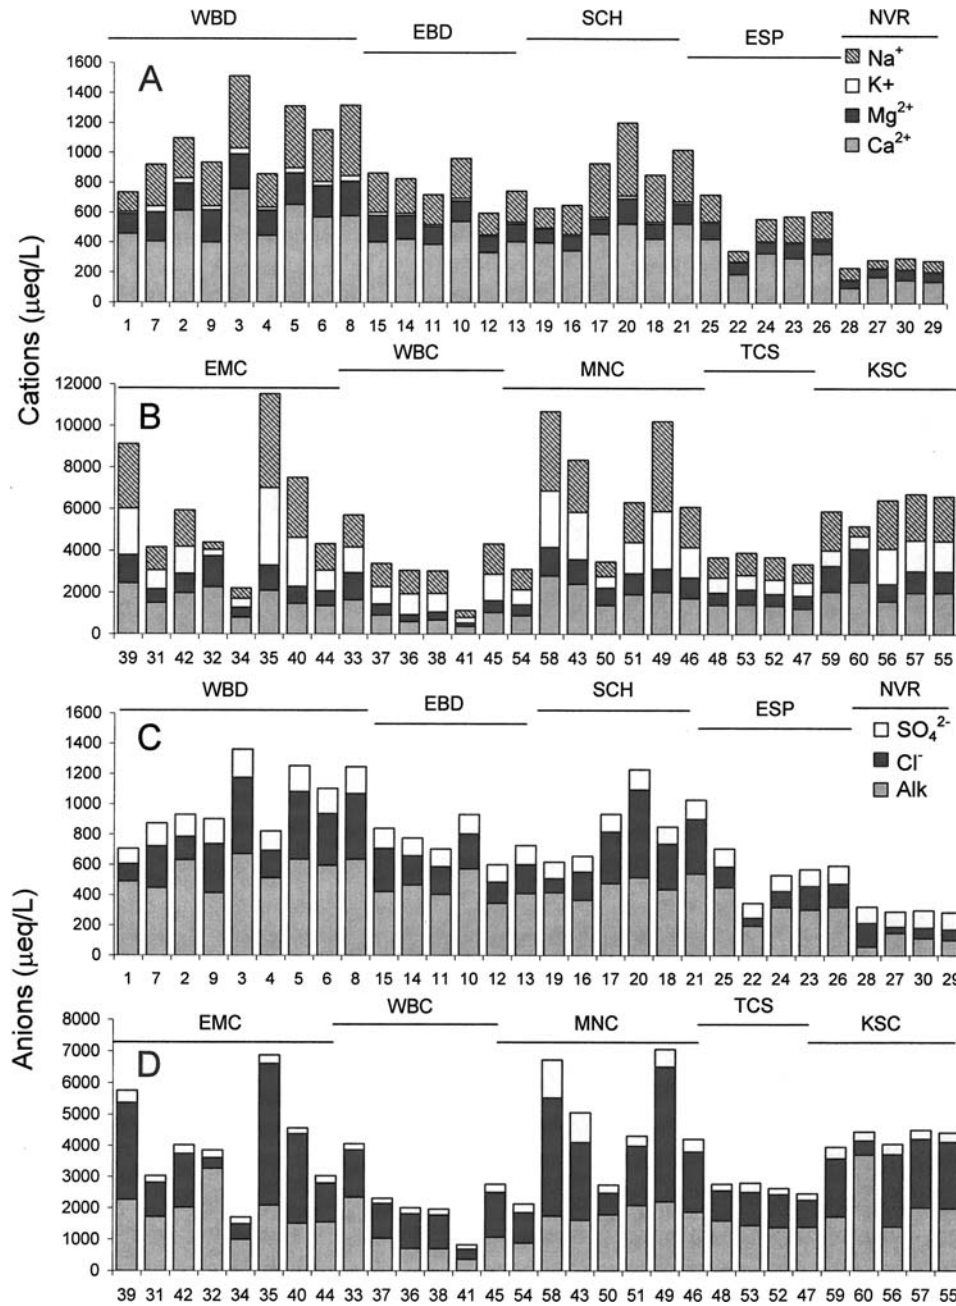 WBD EBD SCH ESP NVR
1600
1400
1200
1000
800
600
400
200
0
A
Na+
K+
Mg2+
Ca2+
1 7 2 9 3 4 5 6 8 15 14 11 10 12 13 19 16 17 20 18 21 25 22 24 23 26 28 27 30 29
Cations (µeq/L)
EMC WBC MNC TCS KSC
12000
10000
8000
6000
4000
2000
0
B
39 31 42 32 34 35 40 44 33 37 36 38 41 45 54 58 43 50 51 49 46 48 53 52 47 59 60 56 57 55
WBD EBD SCH ESP NVR
1600
1400
1200
1000
800
600
400
200
0
C
SO42-
Cl-
Alk
1 7 2 9 3 4 5 6 8 15 14 11 10 12 13 19 16 17 20 18 21 25 22 24 23 26 28 27 30 29
Anions (µeq/L)
EMC WBC MNC TCS KSC
8000
7000
6000
5000
4000
3000
2000
1000
0
D
39 31 42 32 34 35 40 44 33 37 36 38 41 45 54 58 43 50 51 49 46 48 53 52 47 59 60 56 57 55